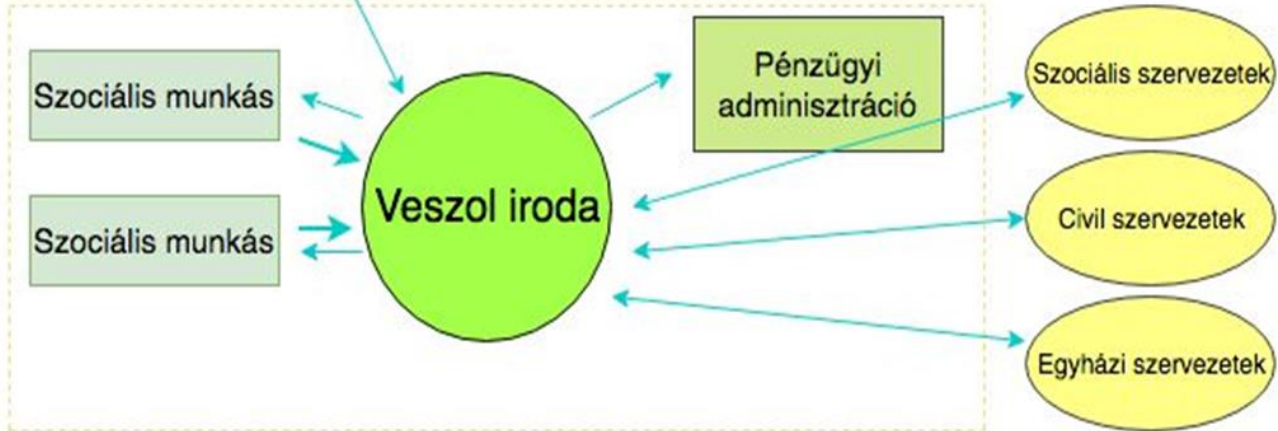 Szociális munkás
Szociális munkás
Veszol iroda
Pénzügyi
adminisztráció
Szociális szervezetek
Civil szervezetek
Egyházi szervezetek